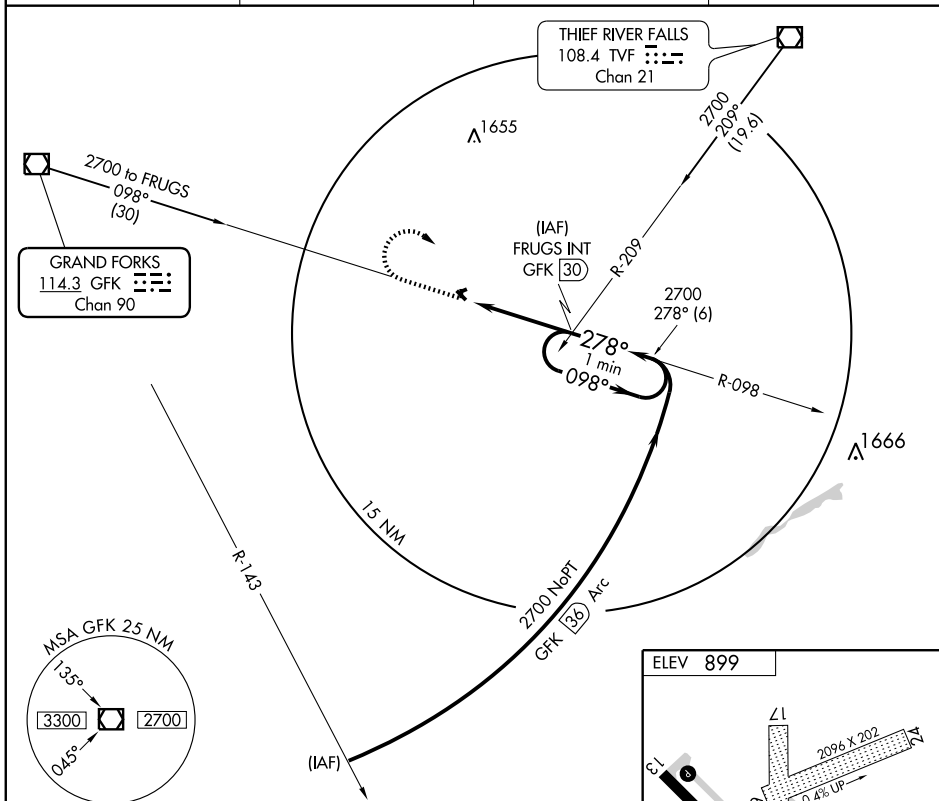 THIEF RIVER FALLS
108.4 TVF
Chan 21
2700
209°
(19.6)
1655
2700 to FRUGS
098°
(30)
GRAND FORKS
114.3 GFK
Chan 90
(IAF)
FRUGS INT
GFK 30
R-209
2700
278° (6)
278°
1 min
098°
R-098
1666
15 NM
R-143
2700 NoPT
GFK 36 Arc
MSA GFK 25 NM
135°
3300
2700
045°
(IAF)
ELEV 899
17
2096 X 202
24
13
P
0.4% UP